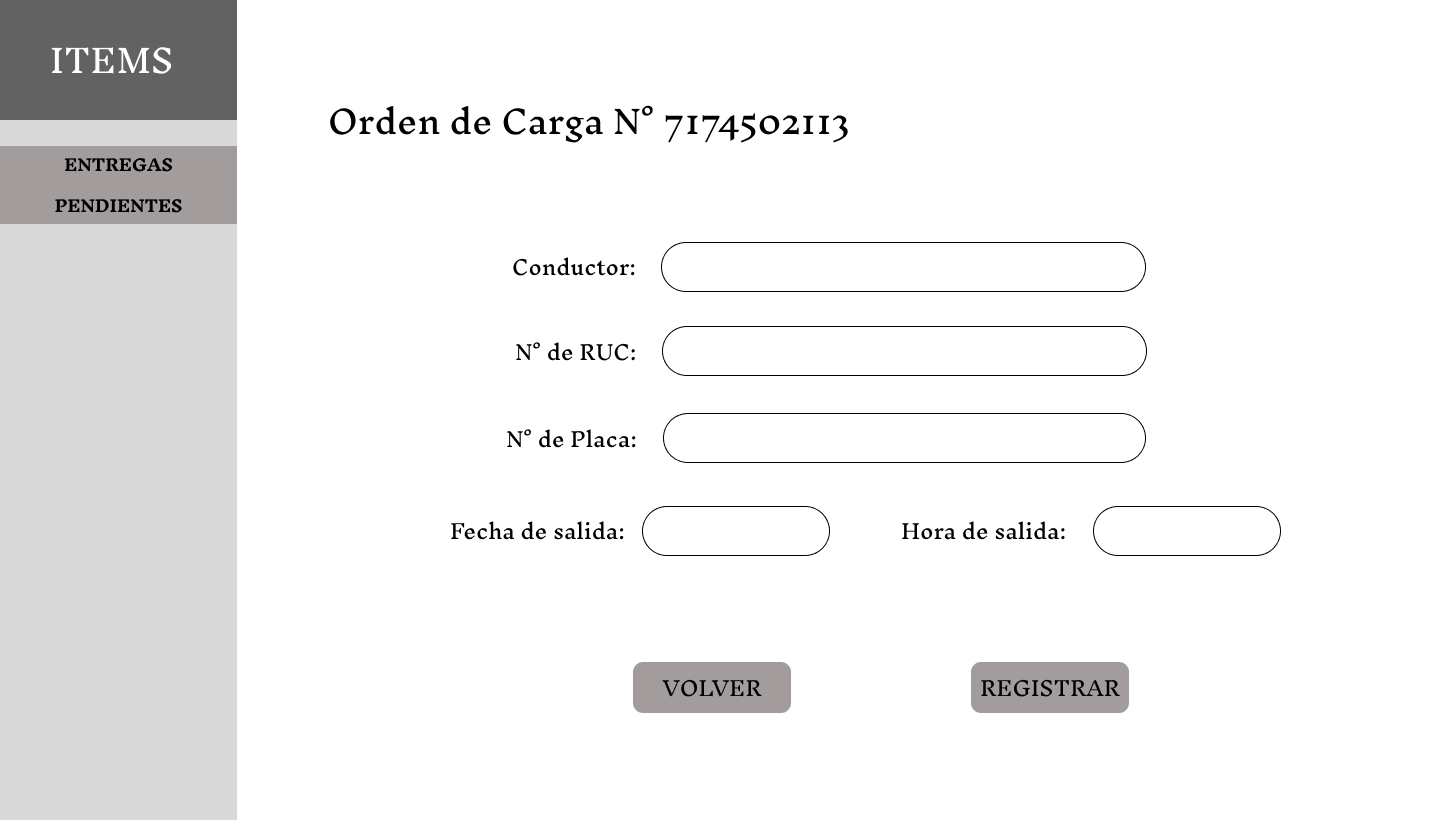 ITEMS
ENTREGAS
PENDIENTES
Orden de Carga N° 7174502113
Conductor:
N° de RUC:
N° de Placa:
Fecha de salida:
Hora de salida:
VOLVER
REGISTRAR